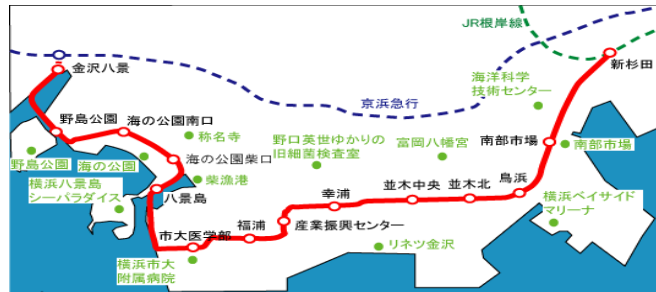 JR根岸線
金沢八景
新杉田
海洋科学
技術センター
京浜急行
野島公園
海の公園南口
称名寺
野口英世ゆかりの
旧細菌検査室
富岡八幡宮
南部市場
南部市場
野島公園
海の公園
海の公園柴口
柴漁港
横浜八景島
シーパラダイス
八景島
幸浦
並木中央
並木北
鳥浜
横浜ベイサイド
マリーナ
市大医学部
福浦
産業振興センター
リネツ金沢
横浜市大
附属病院